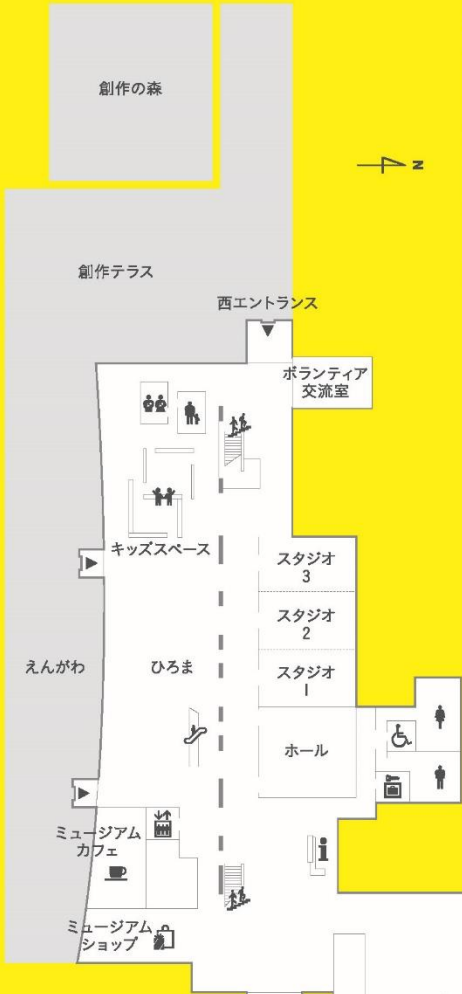 創作の森
N
創作テラス
西エントランス
ボランティア
交流室
キッズスペース
スタジオ
3
スタジオ
2
スタジオ
1
えんがわ
ひろま
ホール
ミュージアム
カフェ
i
ミュージアム
ショップ